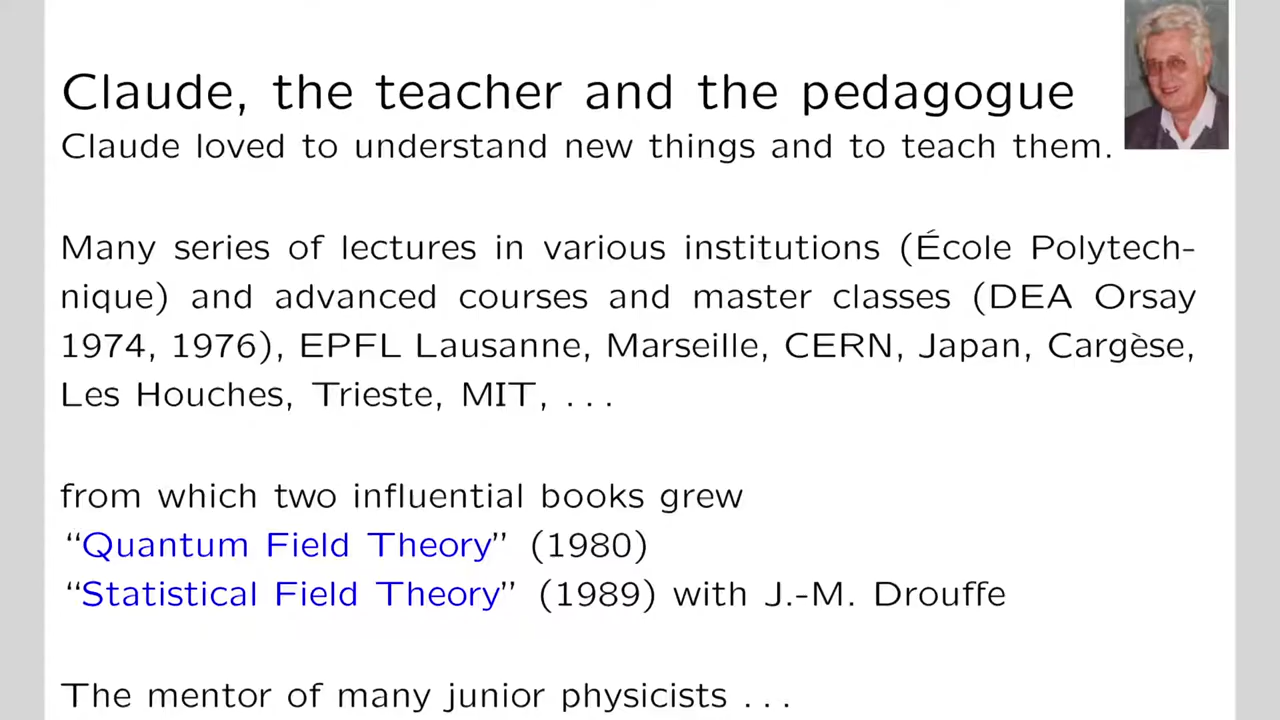 Claude, the teacher and the pedagogue
Claude loved to understand new things and to teach them.
Many series of lectures in various institutions (École Polytech-
nique) and advanced courses and master classes (DEA Orsay
1974, 1976), EPFL Lausanne, Marseille, CERN, Japan, Cargèse,
Les Houches, Trieste, MIT, . . .
from which two influential books grew
“Quantum Field Theory” (1980)
“Statistical Field Theory” (1989) with J.-M. Drouffe
The mentor of many junior physicists . . .